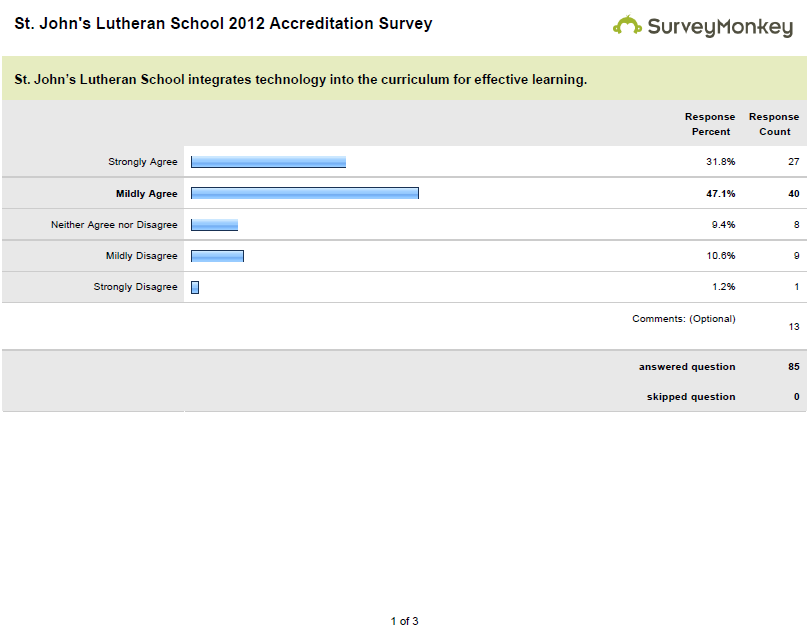 St. John's Lutheran School 2012 Accreditation Survey
SurveyMonkey
St. John's Lutheran School integrates technology into the curriculum for effective learning.
Response Percent Response Count
Strongly Agree 31.8% 27
Mildly Agree 47.1% 40
Neither Agree nor Disagree 9.4% 8
Mildly Disagree 10.6% 9
Strongly Disagree 1.2% 1
Comments: (Optional) 13
answered question 85
skipped question 0
1 of 3